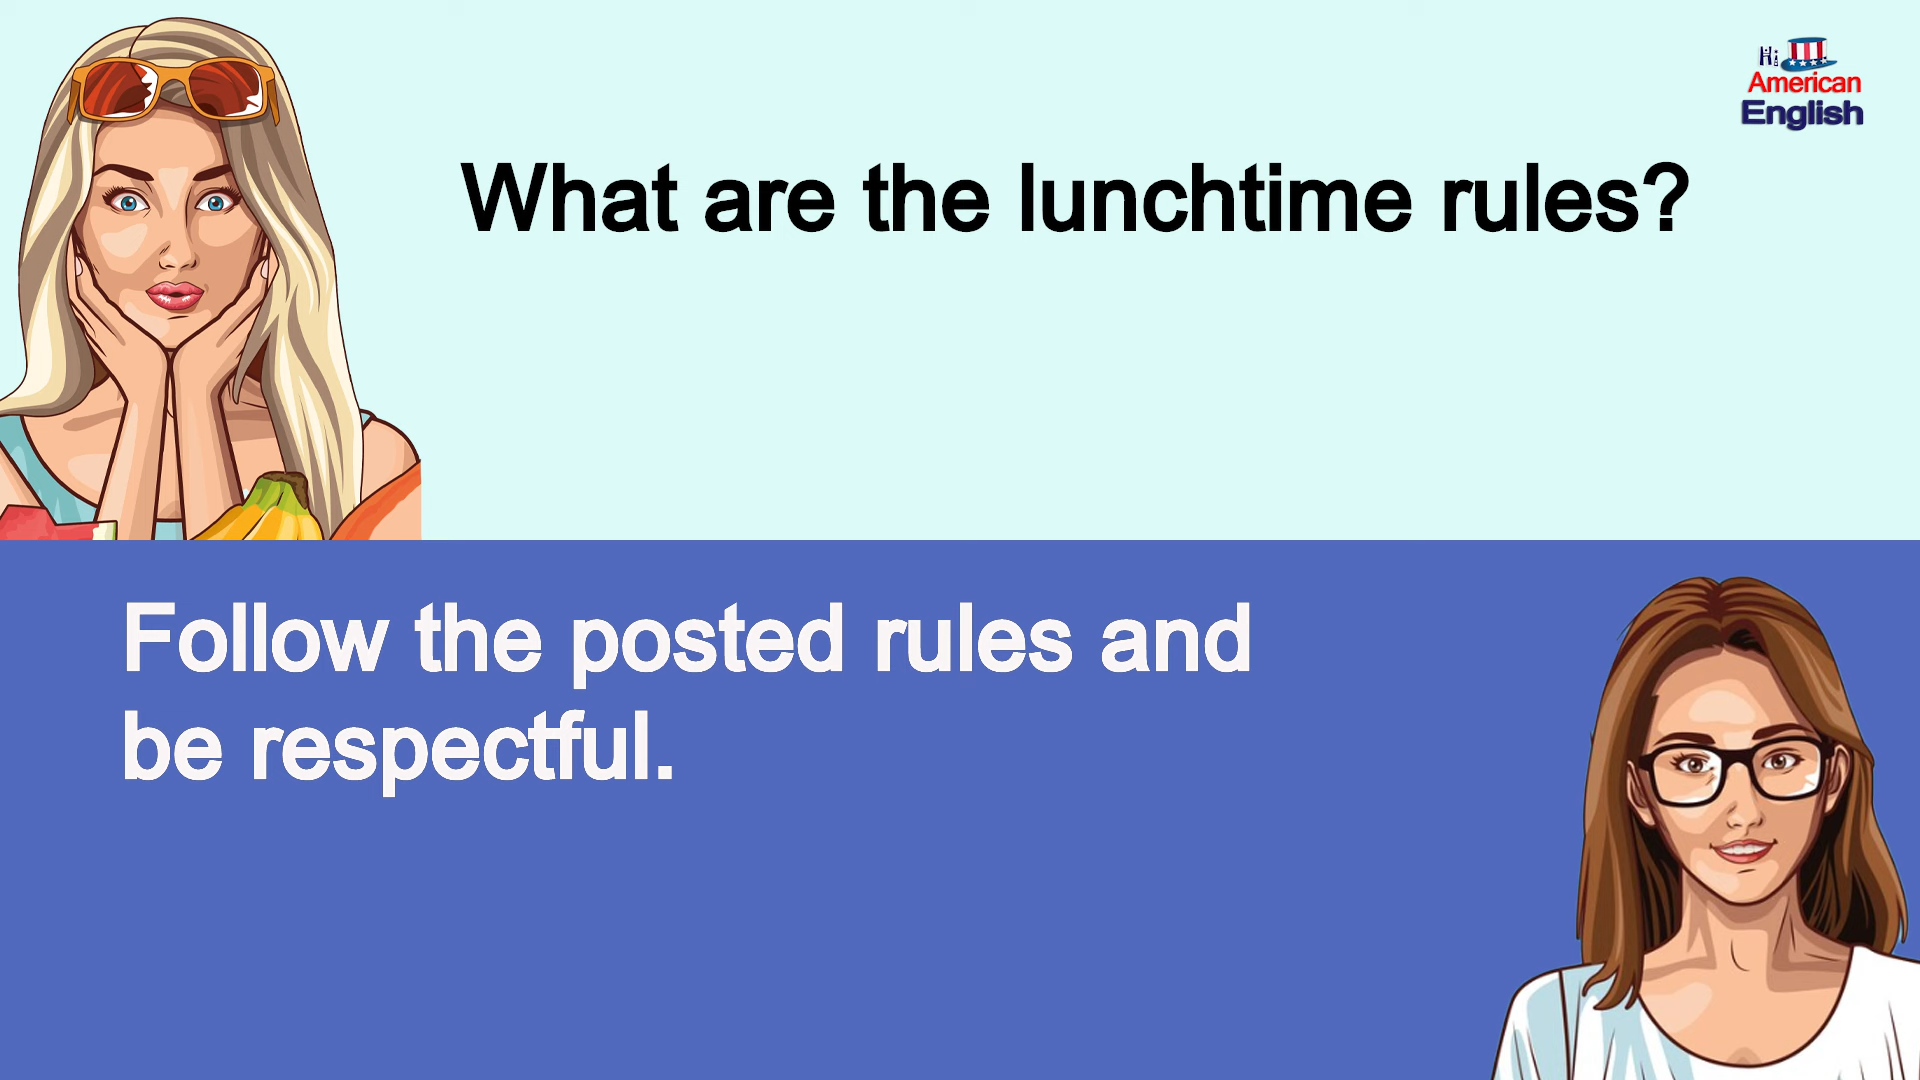 Hi
American
English
What are the lunchtime rules?
Follow the posted rules and
be respectful.